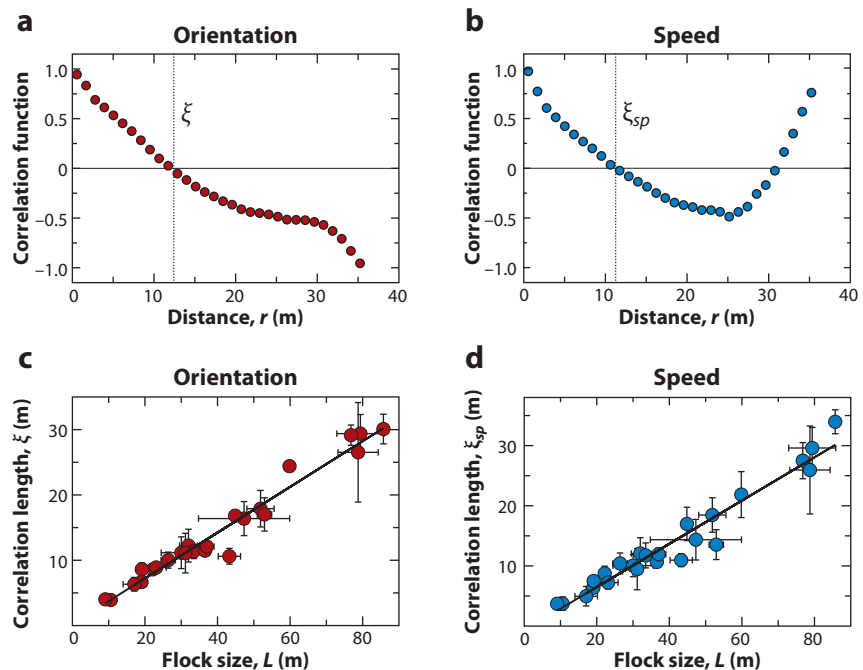 a
Orientation
1.0
0.5
0
−0.5
−1.0
Correlation function
ξ
0
10
20
30
40
Distance, r (m)
b
Speed
1.0
0.5
0
−0.5
−1.0
Correlation function
ξsp
0
10
20
30
40
Distance, r (m)
c
Orientation
30
20
10
Correlation length, ξ (m)
0
20
40
60
80
Flock size, L (m)
d
Speed
30
20
10
Correlation length, ξsp (m)
0
20
40
60
80
Flock size, L (m)